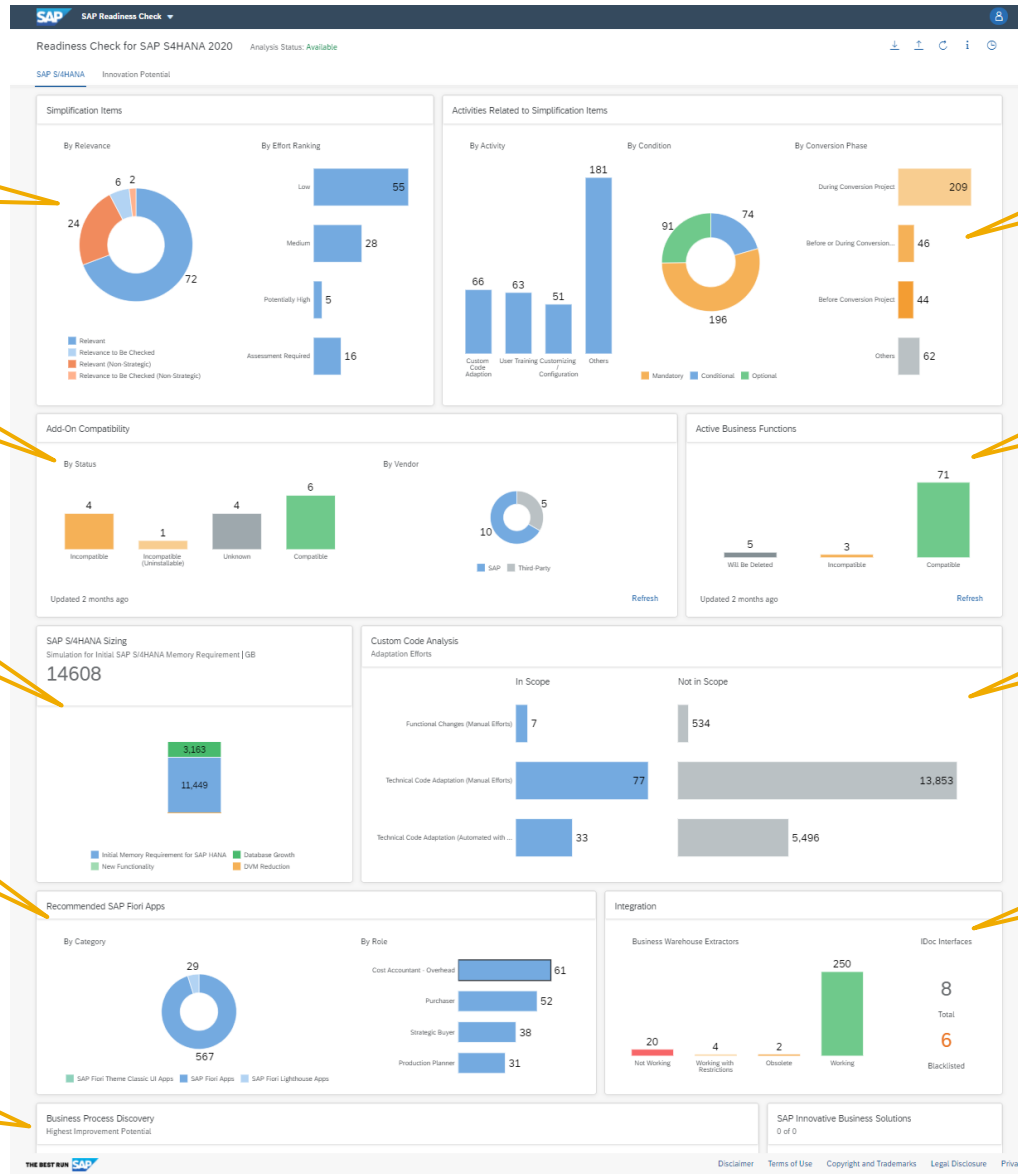 SAP SAP Readiness Check
Readiness Check for SAP S4HANA 2020 Analysis Status: Available
SAP S/4HANA Innovation Potential
Simplification Items
By Relevance
6 2
24
72
Relevant
Relevance to Be Checked
Relevant (Non-Strategic)
Relevance to Be Checked (Non-Strategic)
By Effort Ranking
Low 55
Medium 28
Potentially High 5
Assessment Required 16
Activities Related to Simplification Items
By Activity
66 63 51 181
Custom Code Adaption
User Training
Customizing / Configuration
Others
By Condition
91 74
196
Mandatory Conditional Optional
By Conversion Phase
During Conversion Project 209
Before or During Conversion... 46
Before Conversion Project 44
Others 62
Add-On Compatibility
By Status
4 1 4 6
Incompatible
Incompatible (Uninstallable)
Unknown
Compatible
By Vendor
10 5
SAP Third-Party
Updated 2 months ago Refresh
Active Business Functions
5 3 71
Will Be Deleted Incompatible Compatible
Updated 2 months ago Refresh
SAP S/4HANA Sizing
Simulation for Initial SAP S/4HANA Memory Requirement | GB
14608
3,163
11,449
Initial Memory Requirement for SAP HANA Database Growth
New Functionality DVM Reduction
Custom Code Analysis
Adaptation Efforts
In Scope Not in Scope
Functional Changes (Manual Efforts) 7 534
Technical Code Adaptation (Manual Efforts) 77 13,853
Technical Code Adaptation (Automated with ... 33 5,496
Recommended SAP Fiori Apps
By Category
29
567
SAP Fiori Theme Classic UI Apps SAP Fiori Apps SAP Fiori Lighthouse Apps
By Role
Cost Accountant - Overhead 61
Purchaser 52
Strategic Buyer 38
Production Planner 31
Integration
Business Warehouse Extractors
20 4 2 250
Not Working
Working with Restrictions
Obsolete
Working
IDoc Interfaces
8
Total
6
Blacklisted
Business Process Discovery
Highest Improvement Potential
SAP Innovative Business Solutions
0 of 0
THE BEST RUN SAP Disclaimer Terms of Use Copyright and Trademarks Legal Disclosure Priva